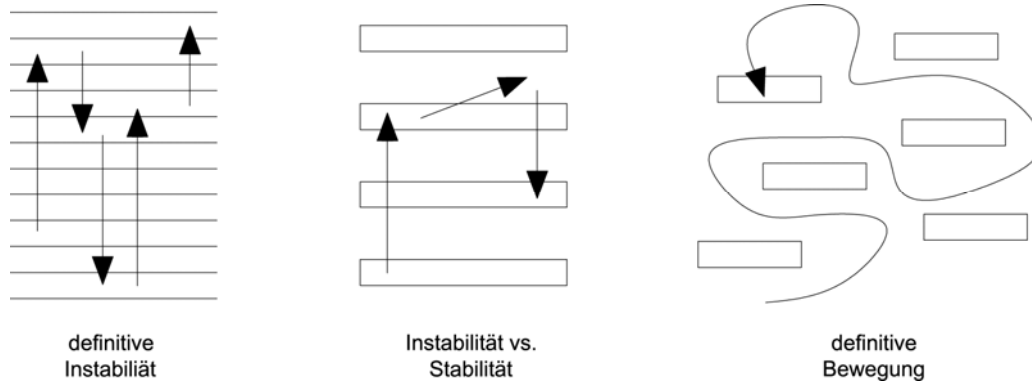 definitive
Instabiliät
Instabilität vs.
Stabilität
definitive
Bewegung